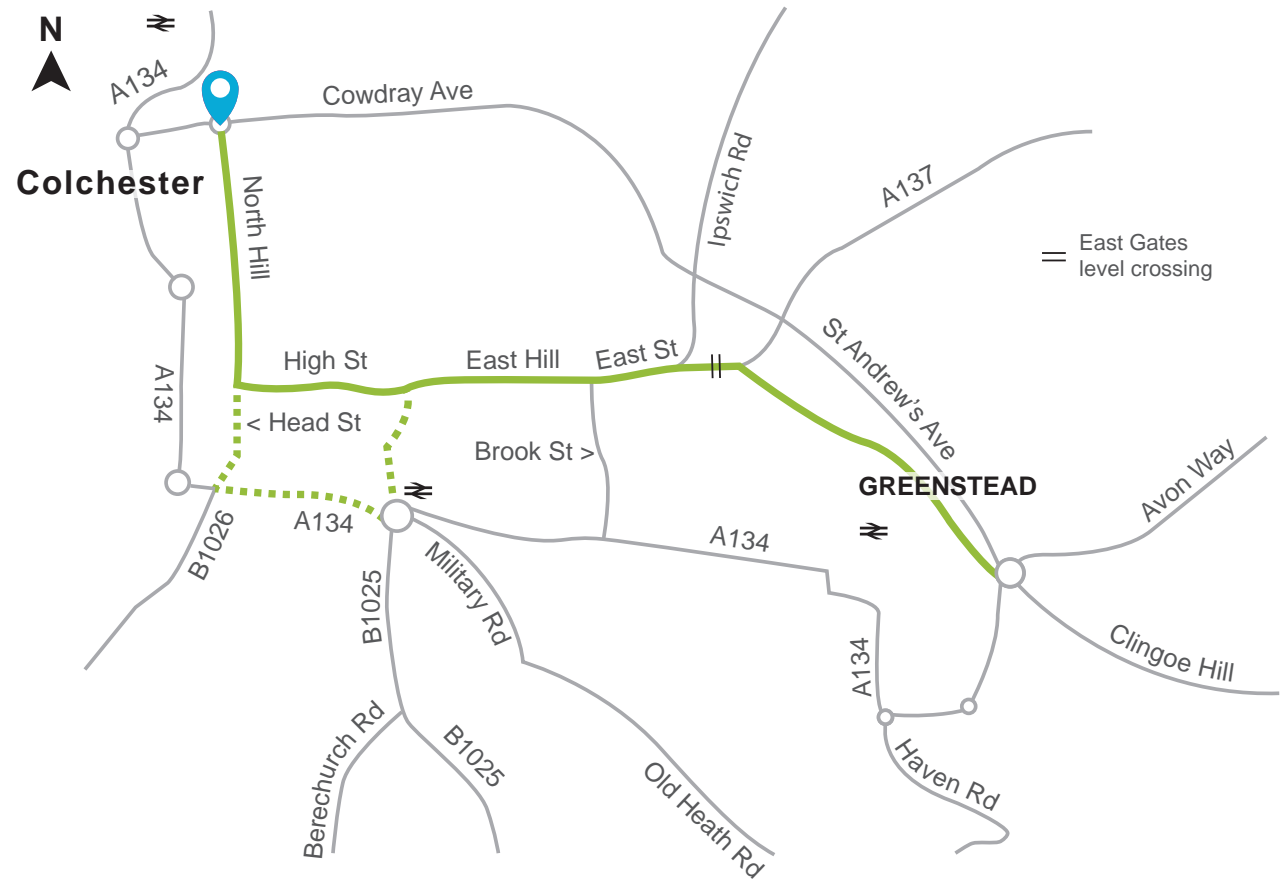 N
A134
Cowdray Ave
Colchester
North Hill
Ipswich Rd
A137
East Gates
level crossing
High St
East Hill
East St
St Andrew's Ave
A134
< Head St
Brook St >
GREENSTEAD
Avon Way
A134
A134
B1026
B1025
Military Rd
Clingoe Hill
A134
Berechurch Rd
B1025
Old Heath Rd
Haven Rd